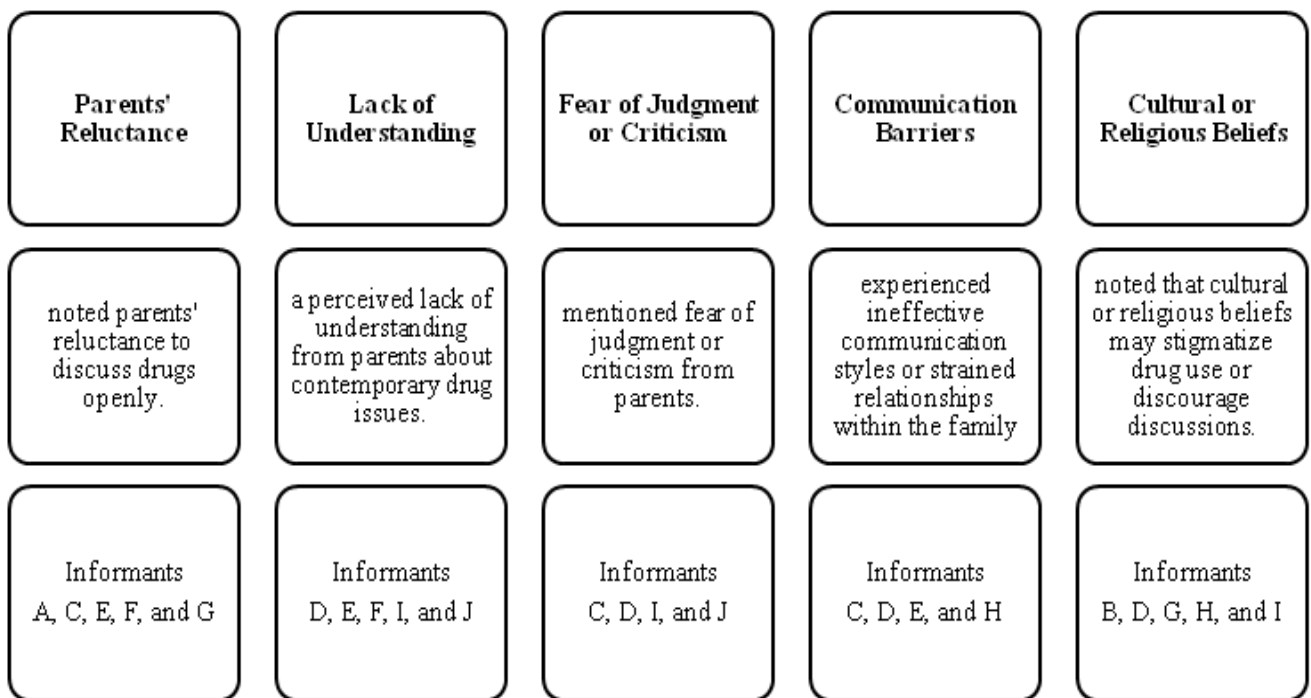 Parents'
Reluctance
Lack of
Understanding
Fear of Judgment
or Criticism
Communication
Barriers
Cultural or
Religious Beliefs
noted parents'
reluctance to
discuss drugs
openly.
a perceived lack of
understanding
from parents about
contemporary drug
issues.
mentioned fear of
judgment or
criticism from
parents.
experienced
ineffective
communication
styles or strained
relationships
within the family
noted that cultural
or religious beliefs
may stigmatize
drug use or
discourage
discussions.
Informants
A, C, E, F, and G
Informants
D, E, F, I, and J
Informants
C, D, I, and J
Informants
C, D, E, and H
Informants
B, D, G, H, and I